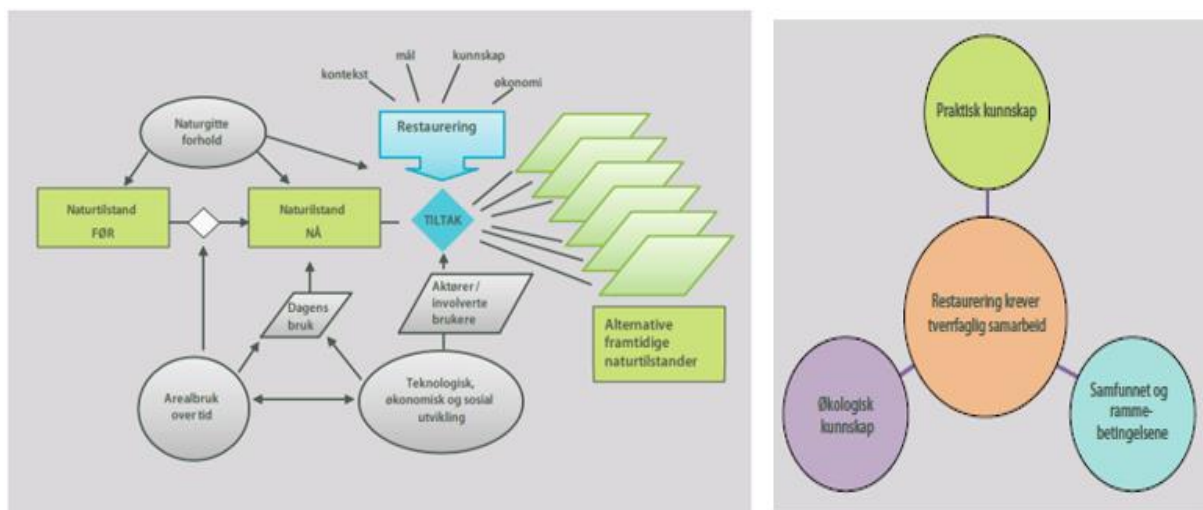 mål
kunnskap
kontekst
økonomi
Naturgitte
forhold
Restaurering
Naturtilstand
FØR
Naturilstand
NÅ
TILTAK
Dagens
bruk
Aktører /
involverte
brukere
Alternative
framtidige
naturtilstander
Arealbruk
over tid
Teknologisk,
økonomisk og sosial
utvikling
Praktisk kunnskap
Restaurering krever
tverrfaglig samarbeid
Økologisk
kunnskap
Samfunnet og
ramme-
betingelsene